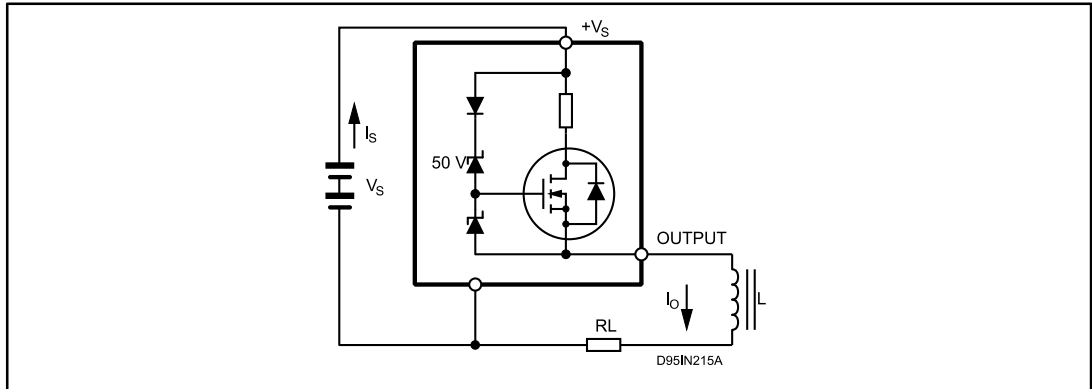 +VS
IS
50 V
VS
OUTPUT
IO
L
RL
D95IN215A